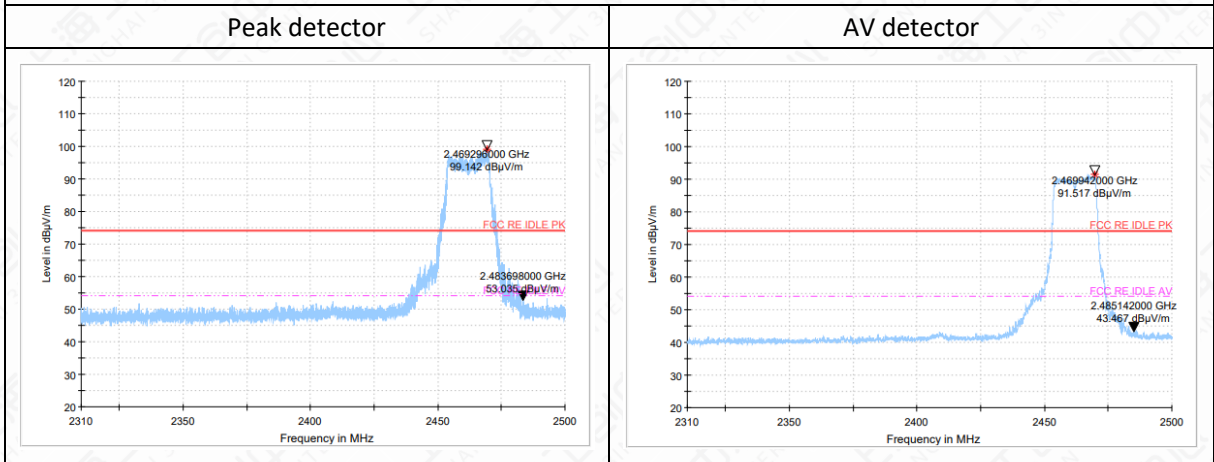 Peak detector
AV detector
120
110
100
90
80
70
60
50
40
30
20
Level in dBµV/m
2.469296000 GHz
99.142 dBµV/m
FCC RE IDLE PK
2.483698000 GHz
53.035 dBµV/m
2310
2350
2400
2450
2500
Frequency in MHz
120
110
100
90
80
70
60
50
40
30
20
Level in dBµV/m
2.469942000 GHz
91.517 dBµV/m
FCC RE IDLE PK
FCC RE IDLE AV
2.485142000 GHz
43.467 dBµV/m
2310
2350
2400
2450
2500
Frequency in MHz